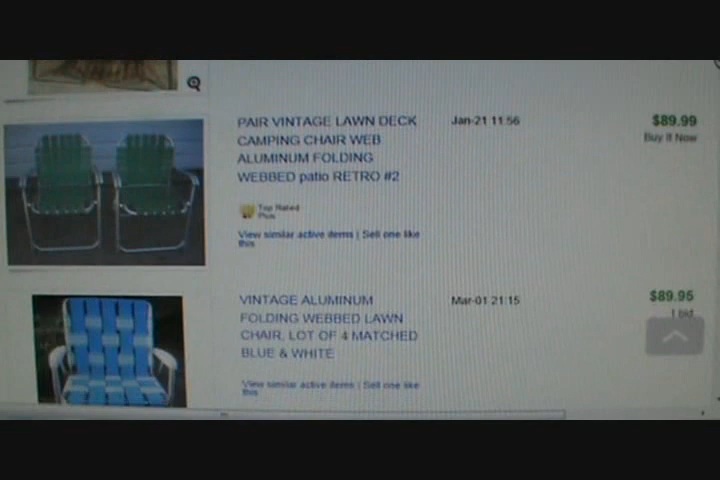 PAIR VINTAGE LAWN DECK
CAMPING CHAIR WEB
ALUMINUM FOLDING
WEBBED patio RETRO #2
Jan-21 11:56
$89.99
Buy It Now
Top Rated
Plus
View similar active items | Sell one like
this
VINTAGE ALUMINUM
FOLDING WEBBED LAWN
CHAIR, LOT OF 4 MATCHED
BLUE & WHITE
Mar-01 21:15
$89.95
1 bid
View similar active items | Sell one like
this